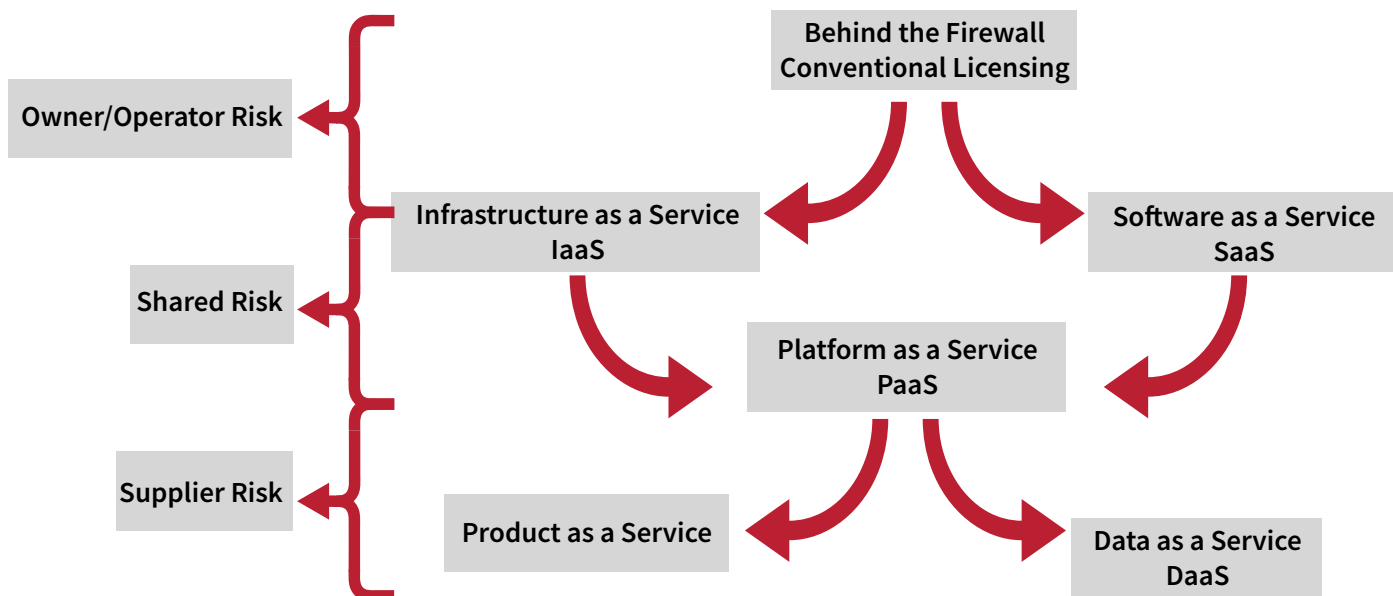 Behind the Firewall
Conventional Licensing
Owner/Operator Risk
Infrastructure as a Service
IaaS
Software as a Service
SaaS
Shared Risk
Platform as a Service
PaaS
Supplier Risk
Product as a Service
Data as a Service
DaaS